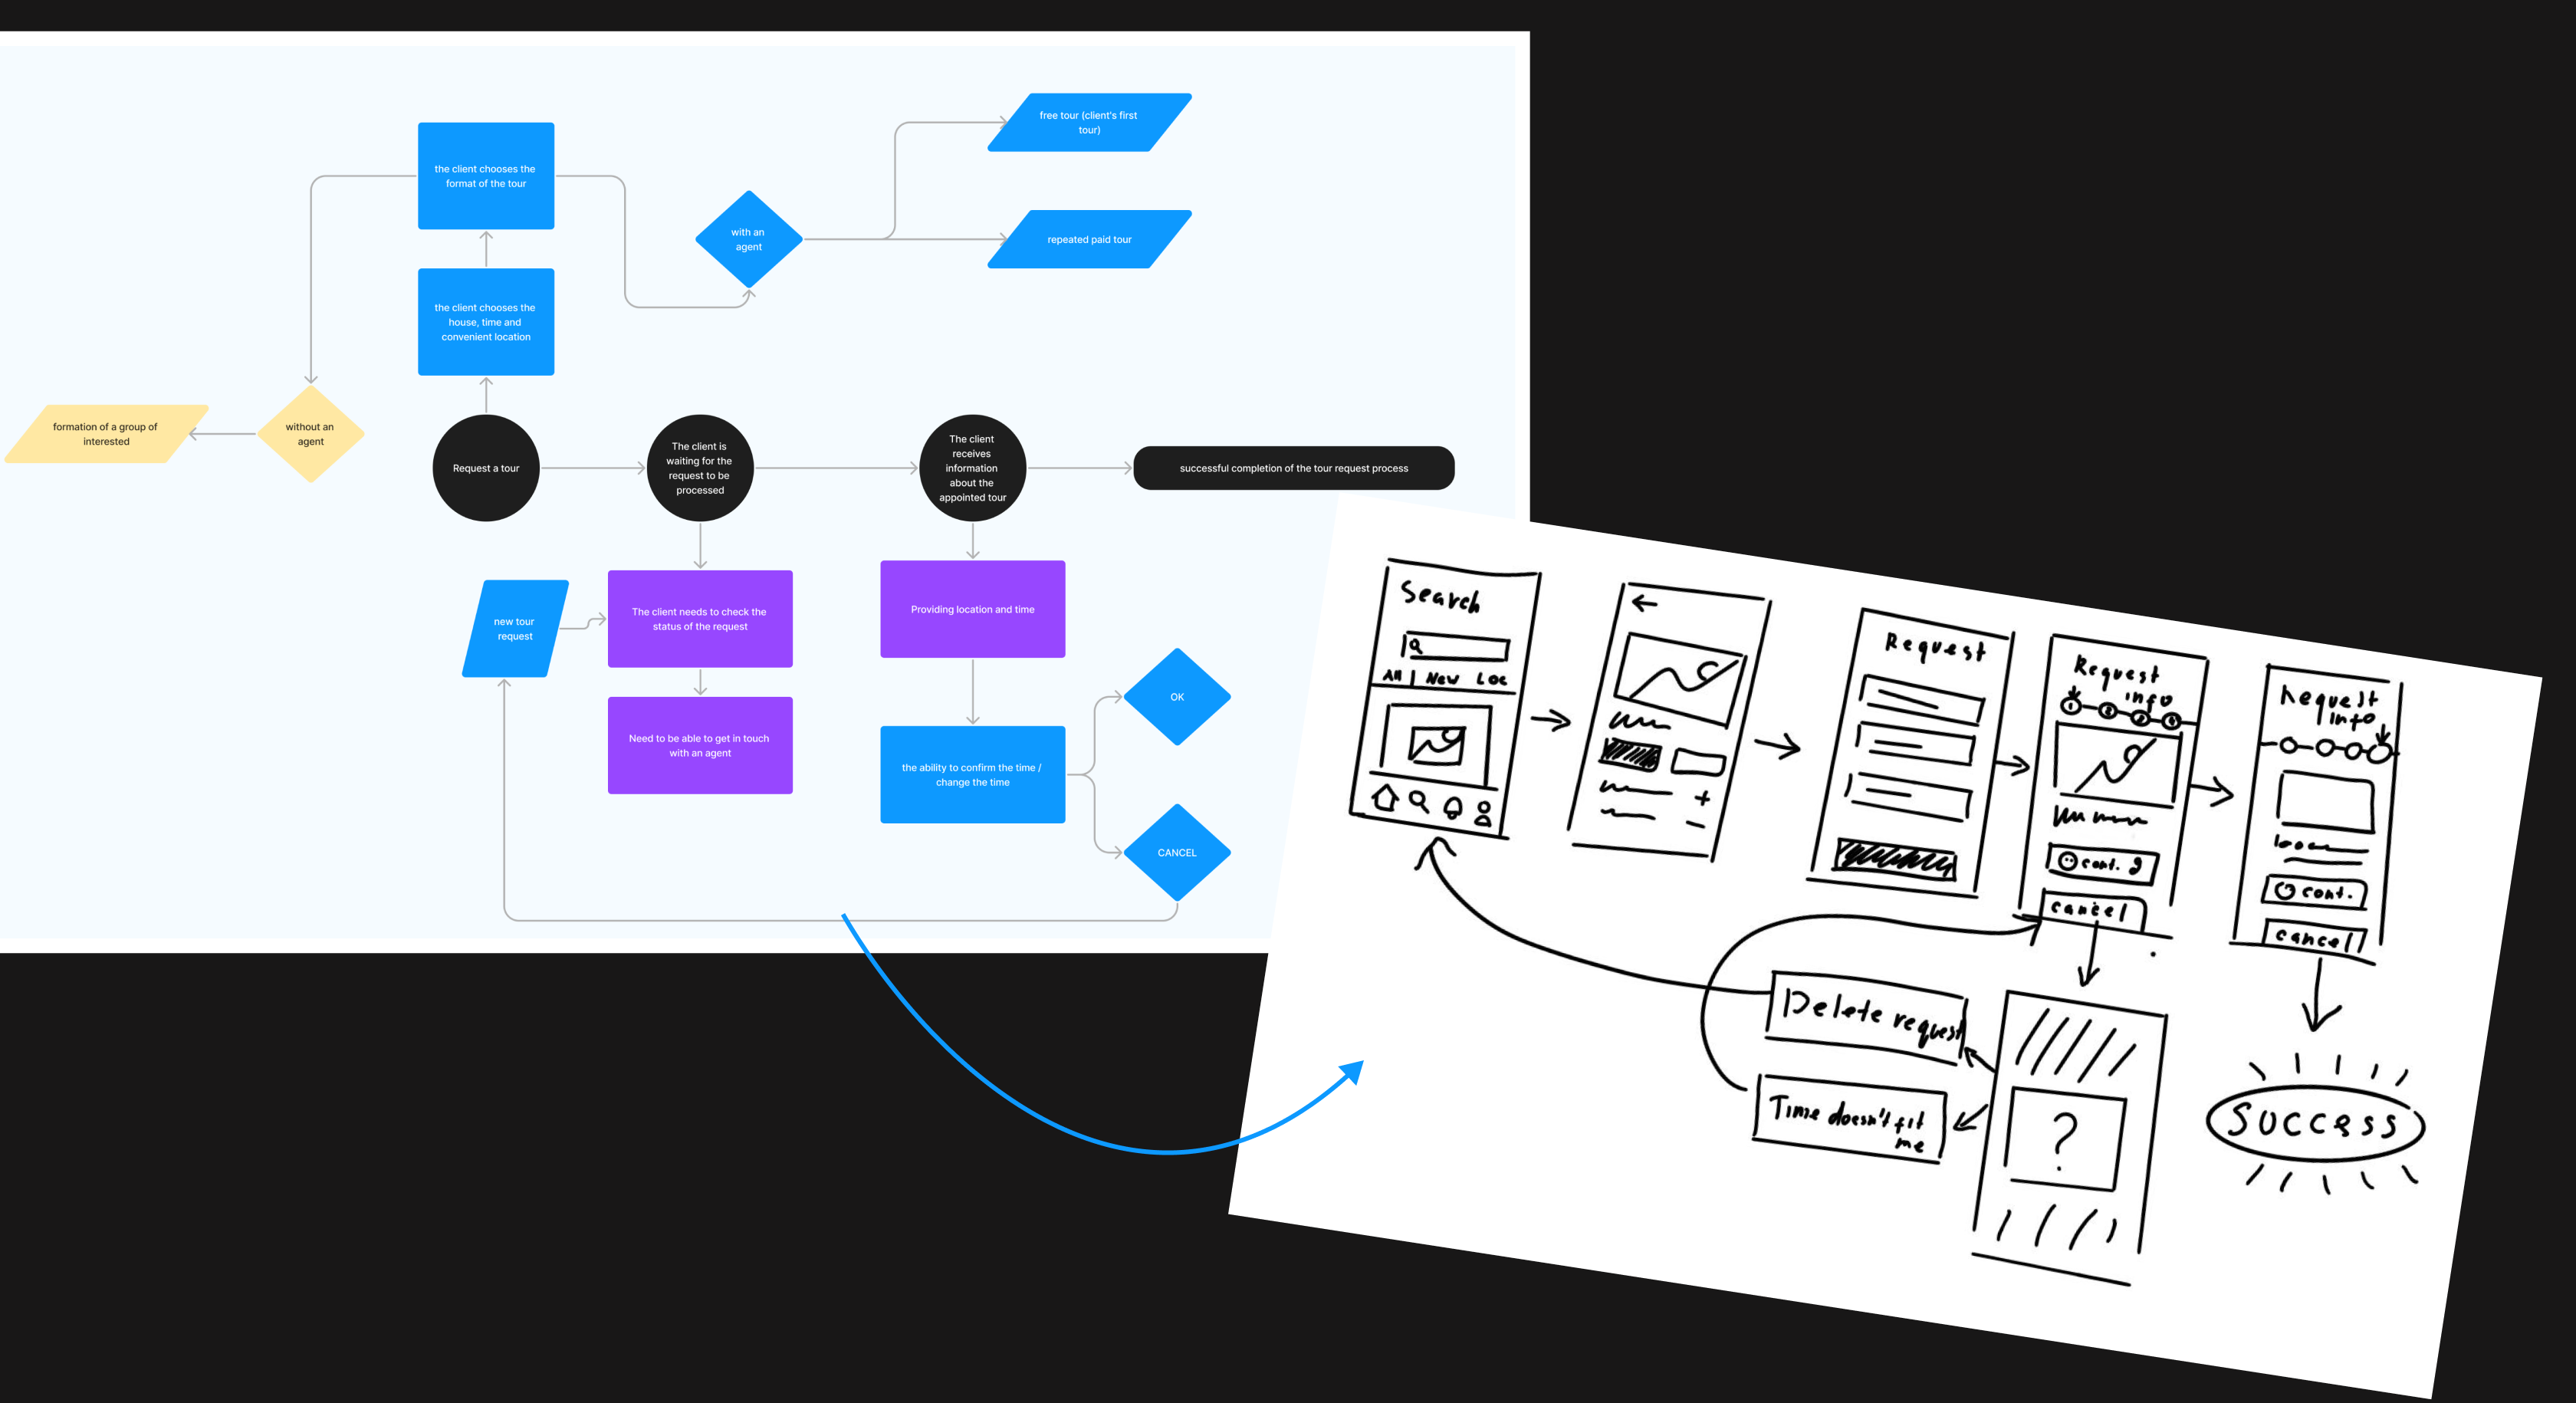 free tour (client's first
tour)
the client chooses the
format of the tour
with an
agent
repeated paid tour
the client chooses the
house, time and
convenient location
formation of a group of
interested
without an
agent
Request a tour
The client is
waiting for the
request to be
processed
The client
receives
information
about the
appointed tour
successful completion of the tour request process
new tour
request
The client needs to check the
status of the request
Providing location and time
Need to be able to get in touch
with an agent
OK
the ability to confirm the time /
change the time
CANCEL
Search
All | New Loc
Request
Request
info
1
cont.
cancel
Request
info
cont.
cancel
Delete request
Time doesn't fit
me
?
SUCCESS